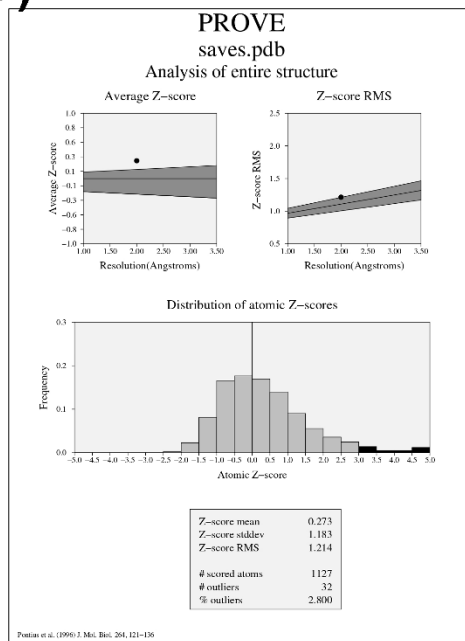 )
PROVE
saves.pdb
Analysis of entire structure
Average Z-score
1.0
0.8
0.6
0.3
0.1
-0.1
-0.3
-0.6
-0.8
-1.0
Average Z-score
1.00 1.50 2.00 2.50 3.00 3.50
Resolution(Angstroms)
Z-score RMS
2.5
2.0
1.5
1.0
0.5
Z-score RMS
1.00 1.50 2.00 2.50 3.00 3.50
Resolution(Angstroms)
Distribution of atomic Z-scores
0.3
0.2
0.1
0.0
Frequency
-5.0 -4.5 -4.0 -3.5 -3.0 -2.5 -2.0 -1.5 -1.0 -0.5 0.0 0.5 1.0 1.5 2.0 2.5 3.0 3.5 4.0 4.5 5.0
Atomic Z-score
Z-score mean 0.273
Z-score stddev 1.183
Z-score RMS 1.214
# scored atoms 1127
# outliers 32
% outliers 2.800
Pontius et al. (1996) J. Mol. Biol. 264, 121-136